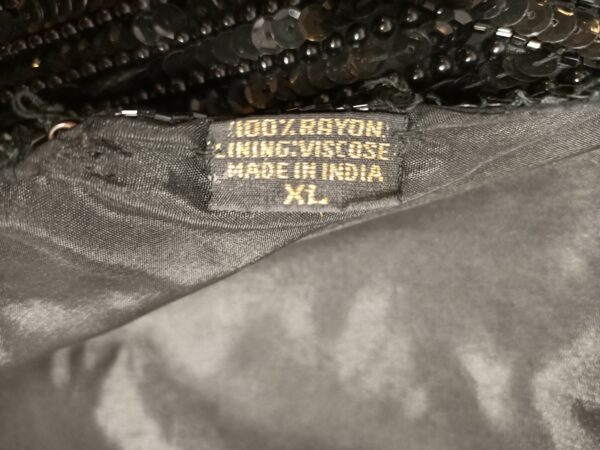 100% RAYON
LINING: VISCOSE
MADE IN INDIA
XL